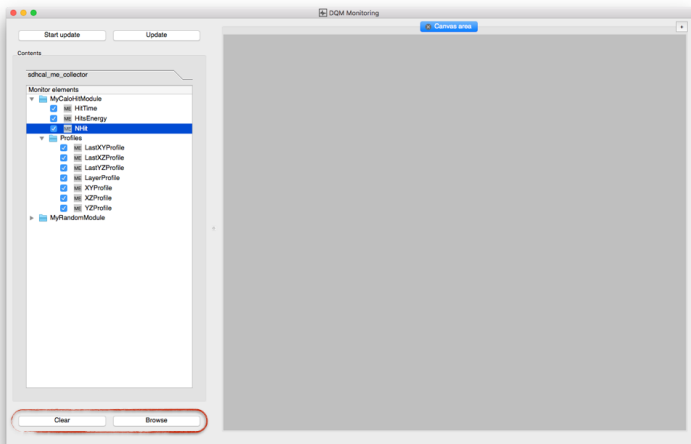 DQM Monitoring
Start update
Update
Canvas area
Contents
sdhcal_me_collector
Monitor elements
MyCaloHitModule
ME HitTime
ME HitsEnergy
ME NHit
Profiles
ME LastXYProfile
ME LastXZProfile
ME LastYZProfile
ME LayerProfile
ME XYProfile
ME XZProfile
ME YZProfile
MyRandomModule
Clear
Browse